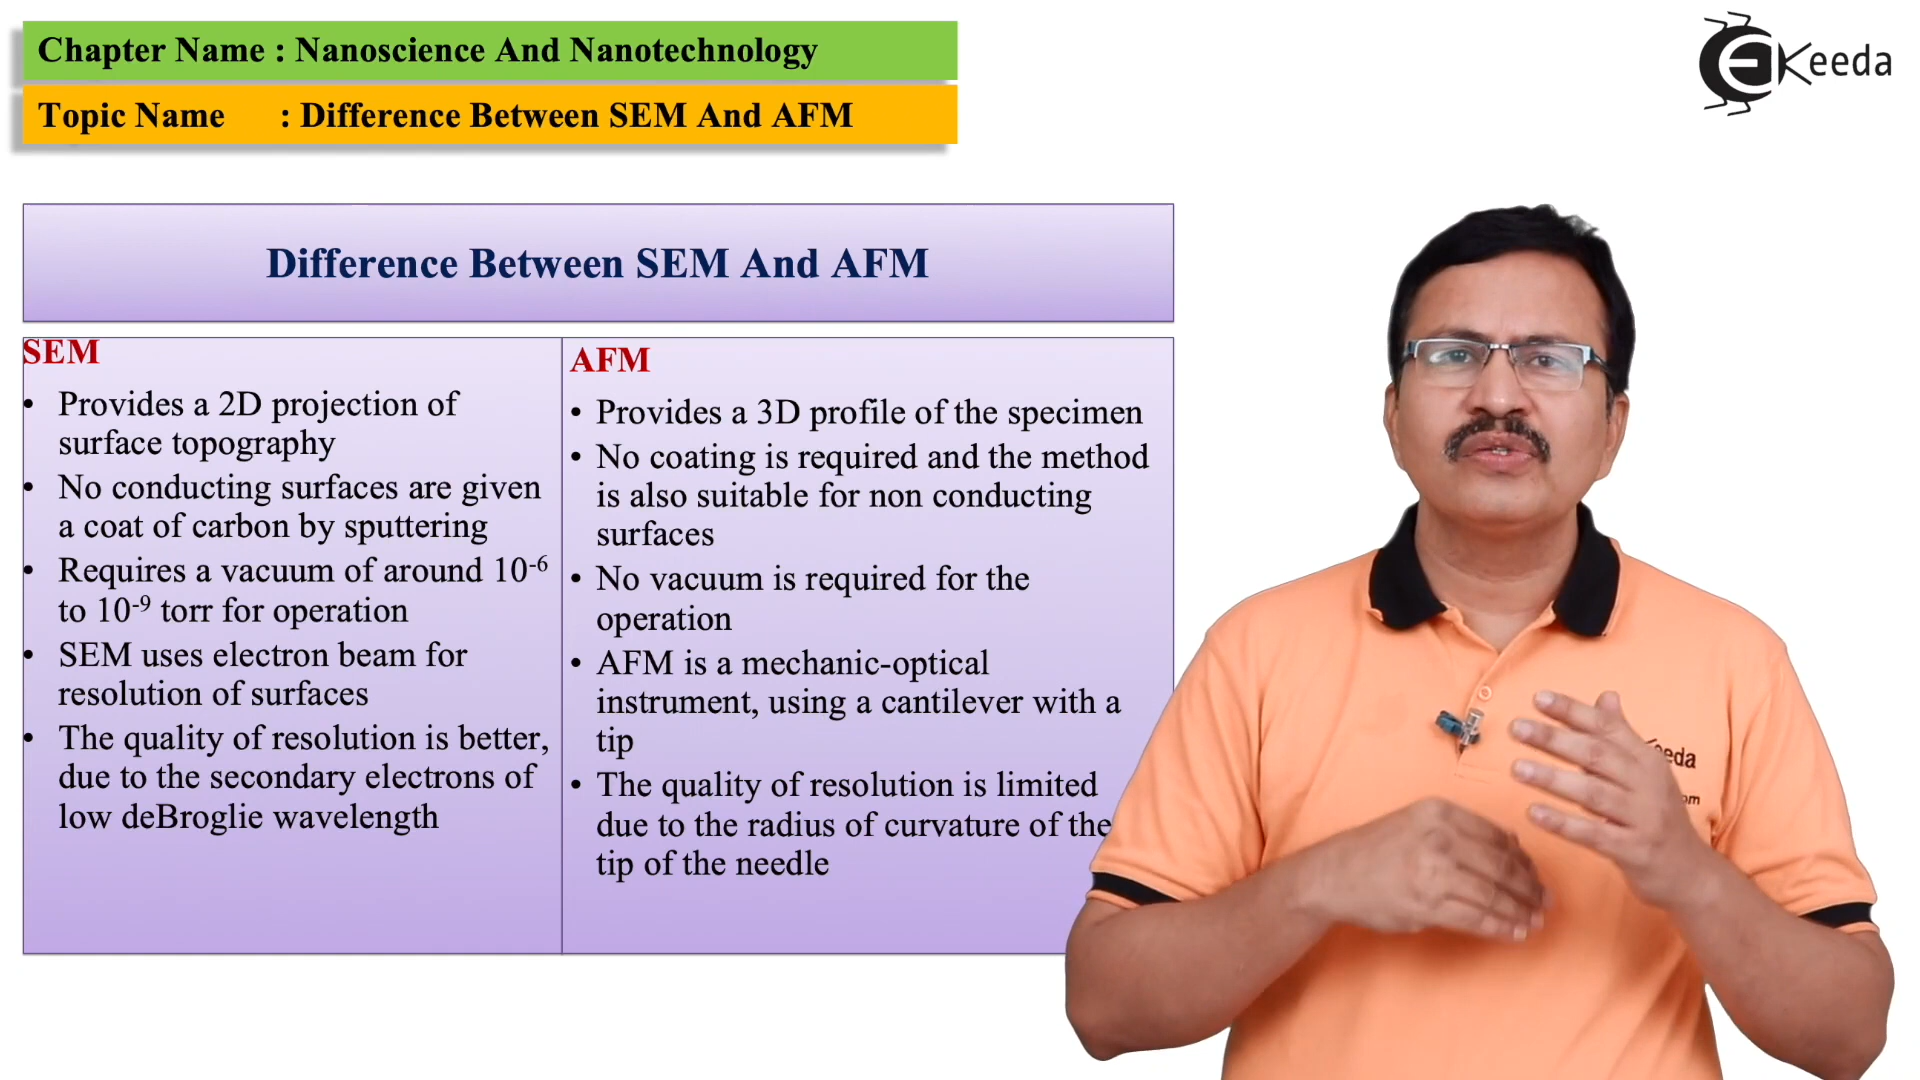 Chapter Name : Nanoscience And Nanotechnology
Topic Name : Difference Between SEM And AFM
Keeda
Difference Between SEM And AFM
SEM
• Provides a 2D projection of
surface topography
• No conducting surfaces are given
a coat of carbon by sputtering
• Requires a vacuum of around 10⁻⁶
to 10⁻⁹ torr for operation
• SEM uses electron beam for
resolution of surfaces
• The quality of resolution is better,
due to the secondary electrons of
low deBroglie wavelength
AFM
• Provides a 3D profile of the specimen
• No coating is required and the method
is also suitable for non conducting
surfaces
• No vacuum is required for the
operation
• AFM is a mechanic-optical
instrument, using a cantilever with a
tip
• The quality of resolution is limited
due to the radius of curvature of the
tip of the needle